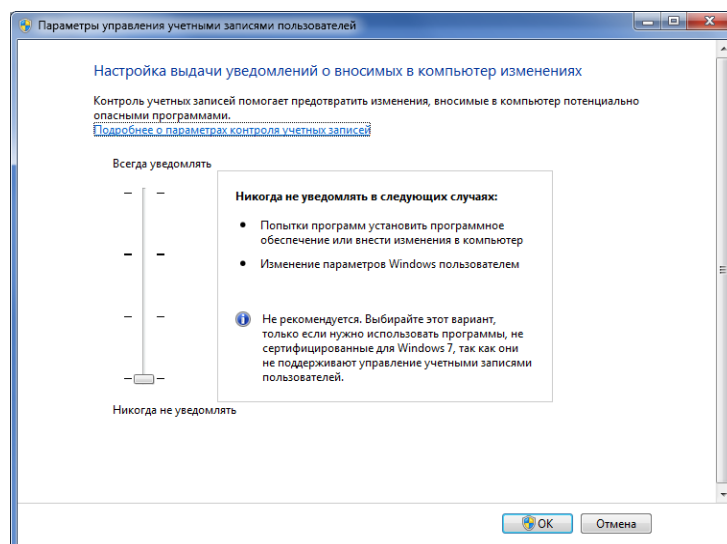 Параметры управления учетными записями пользователей
Настройка выдачи уведомлений о вносимых в компьютер изменениях
Контроль учетных записей помогает предотвратить изменения, вносимые в компьютер потенциально
опасными программами.
Подробнее о параметрах контроля учетных записей
Всегда уведомлять
Никогда не уведомлять в следующих случаях:
• Попытки программ установить программное
обеспечение или внести изменения в компьютер
• Изменение параметров Windows пользователем
Не рекомендуется. Выбирайте этот вариант,
только если нужно использовать программы, не
сертифицированные для Windows 7, так как они
не поддерживают управление учетными записями
пользователей.
Никогда не уведомлять
OK
Отмена